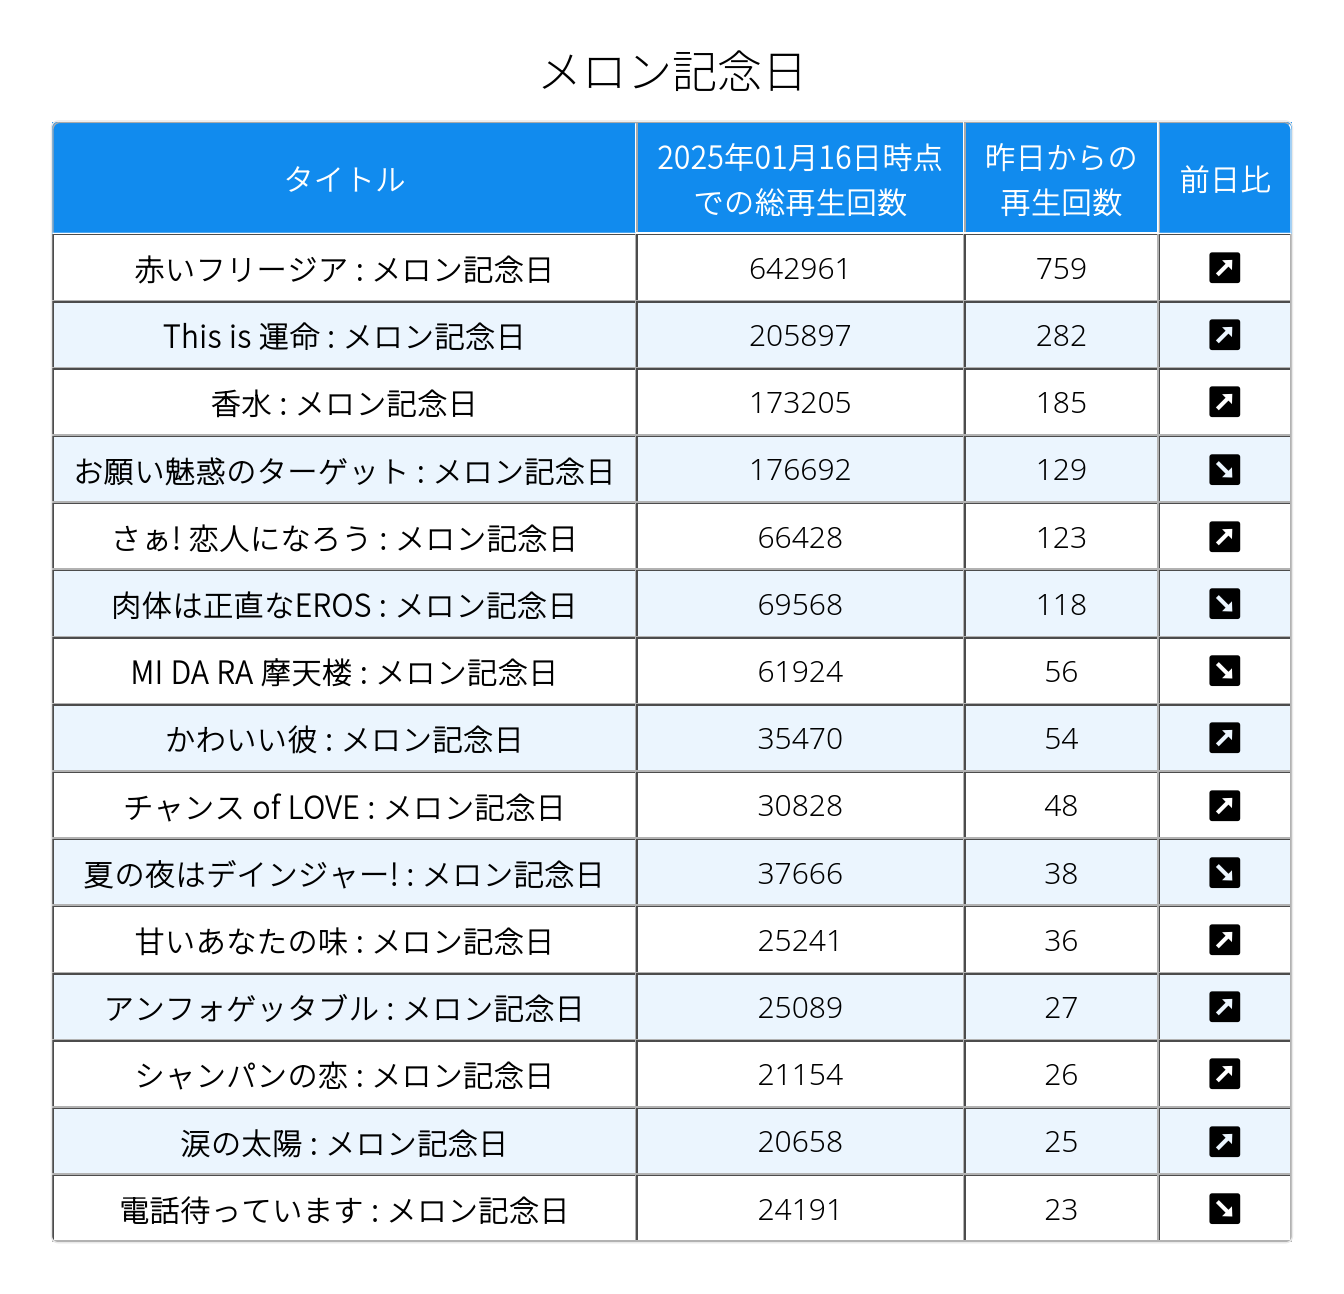 メロン記念日
タイトル
2025年01月16日時点
での総再生回数
昨日からの
再生回数
前日比
赤いフリージア : メロン記念日 642961 759 ↗
This is 運命 : メロン記念日 205897 282 ↗
香水 : メロン記念日 173205 185 ↗
お願い魅惑のターゲット : メロン記念日 176692 129 ↘
さぁ! 恋人になろう : メロン記念日 66428 123 ↗
肉体は正直なEROS : メロン記念日 69568 118 ↘
MI DA RA 摩天楼 : メロン記念日 61924 56 ↘
かわいい彼 : メロン記念日 35470 54 ↗
チャンス of LOVE : メロン記念日 30828 48 ↗
夏の夜はデインジャー! : メロン記念日 37666 38 ↘
甘いあなたの味 : メロン記念日 25241 36 ↗
アンフォゲッタブル : メロン記念日 25089 27 ↗
シャンパンの恋 : メロン記念日 21154 26 ↗
涙の太陽 : メロン記念日 20658 25 ↗
電話待っています : メロン記念日 24191 23 ↘